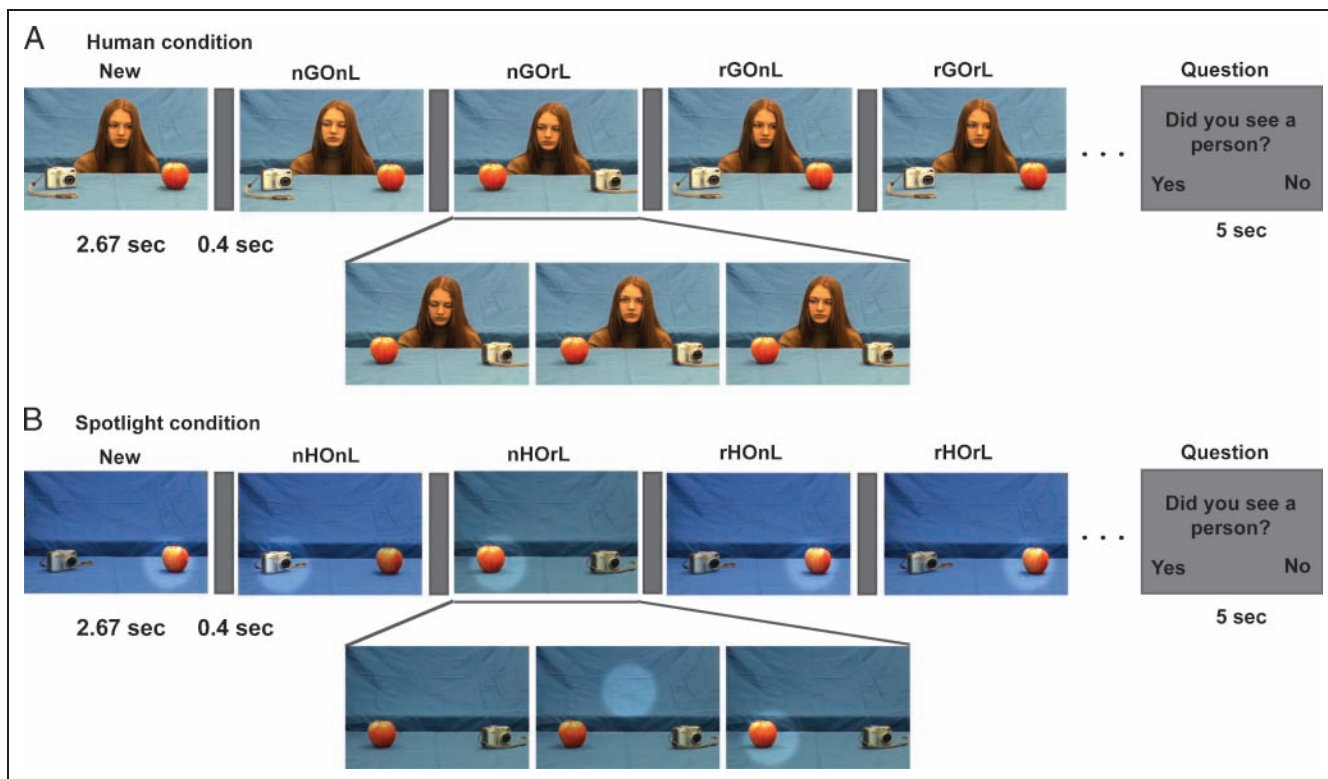 A Human condition
New nGOnL nGOrL rGOnL rGOrL Question
Did you see a
person?
Yes No
. . .
2.67 sec 0.4 sec 5 sec
B Spotlight condition
New nHOnL nHOrL rHOnL rHOrL Question
Did you see a
person?
Yes No
. . .
2.67 sec 0.4 sec 5 sec